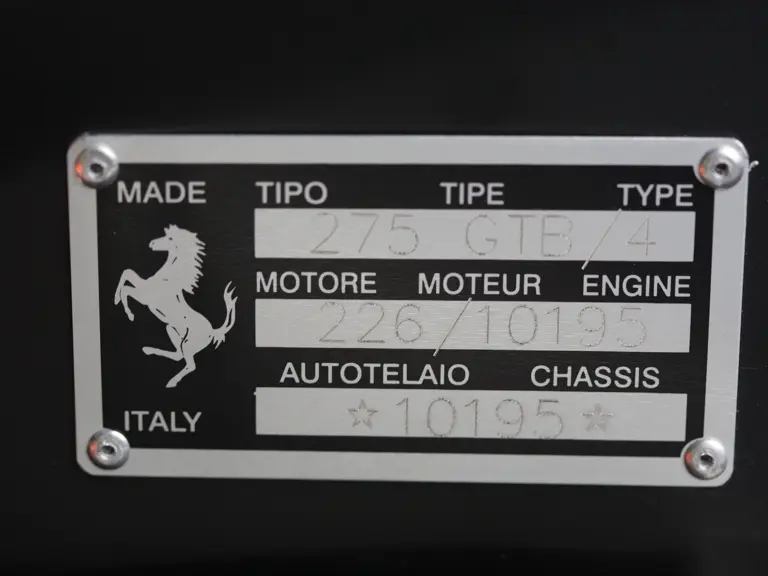 MADE TIPO TIPE TYPE
275 GTB/4
MOTORE MOTEUR ENGINE
226/10195
AUTOTELAIO CHASSIS
ITALY ☆10195☆